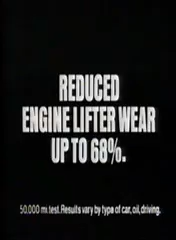 REDUCED
ENGINE LIFTER WEAR
UP TO 68%.
50,000 mi. test. Results vary by type of car, oil, driving.